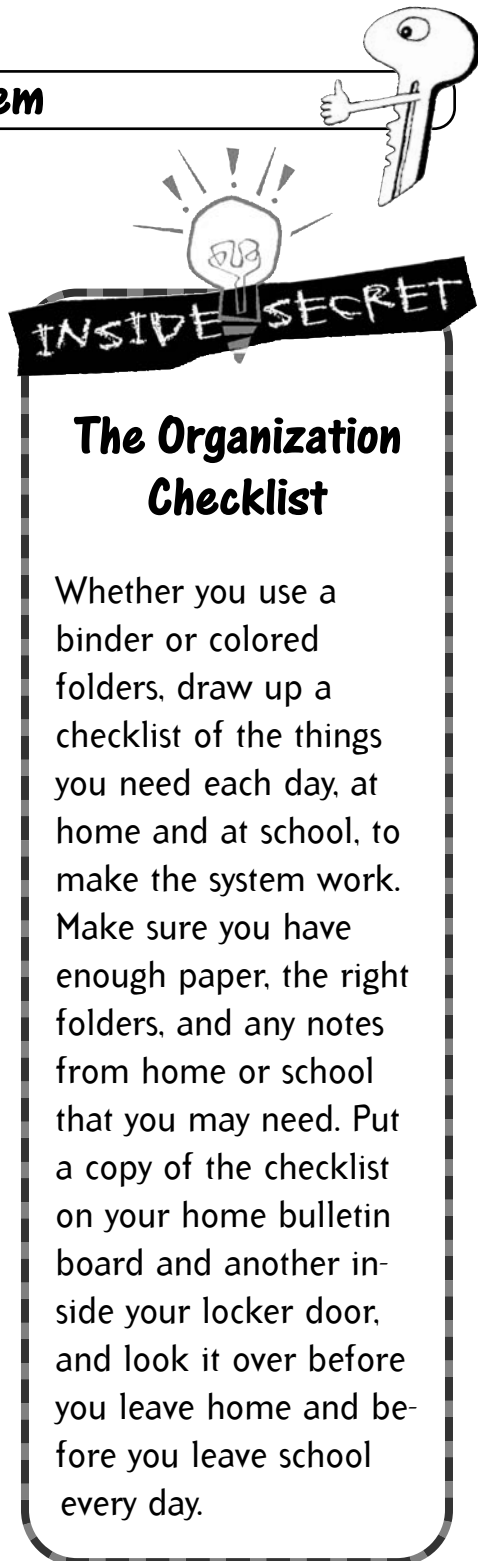 em
INSIDE SECRET
The Organization
Checklist
Whether you use a
binder or colored
folders, draw up a
checklist of the things
you need each day, at
home and at school, to
make the system work.
Make sure you have
enough paper, the right
folders, and any notes
from home or school
that you may need. Put
a copy of the checklist
on your home bulletin
board and another in-
side your locker door,
and look it over before
you leave home and be-
fore you leave school
every day.